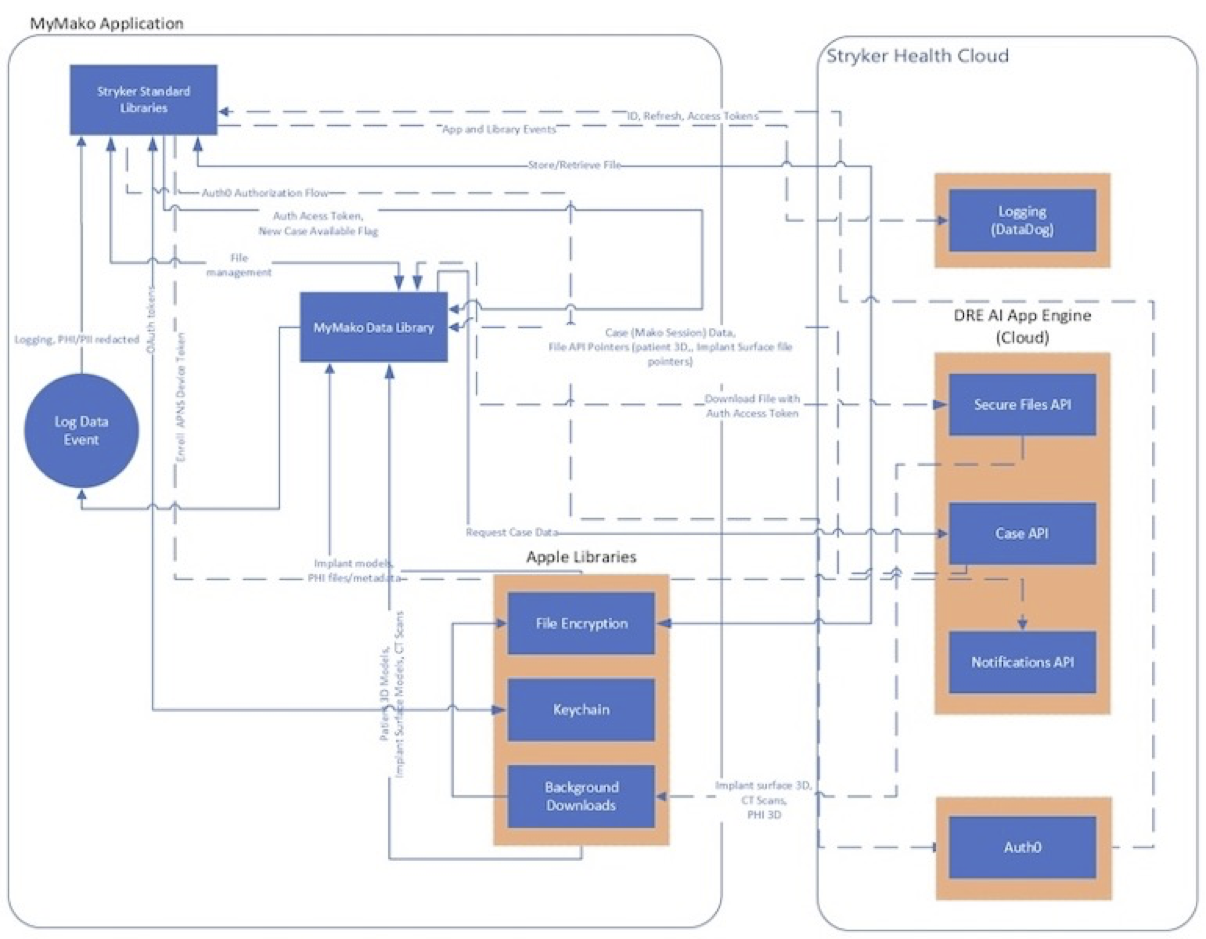 MyMako Application
Stryker Health Cloud
Stryker Standard
Libraries
ID, Refresh, Access Tokens
App and Library Events
Store/Retrieve File
Auth0 Authorization Flow
Auth Acess Token,
New Case Available Flag
Logging
(DataDog)
File
management
OAuth tokens
MyMako Data Library
Logging, PHI/PII redacted
Enroll APNS Device Token
Case (Mako Session) Data,
File API Pointers (patient 3D,, Implant Surface file
pointers)
DRE AI App Engine
(Cloud)
Download File with
Auth Access Token
Secure Files API
Log Data
Event
Request Case Data
Case API
Implant models,
PHI files/metadata
Apple Libraries
File Encryption
Notifications API
Patient 3D Models,
Implant Surface Models, CT Scans
Keychain
Background
Downloads
Implant surface 3D,
CT Scans,
PHI 3D
Auth0